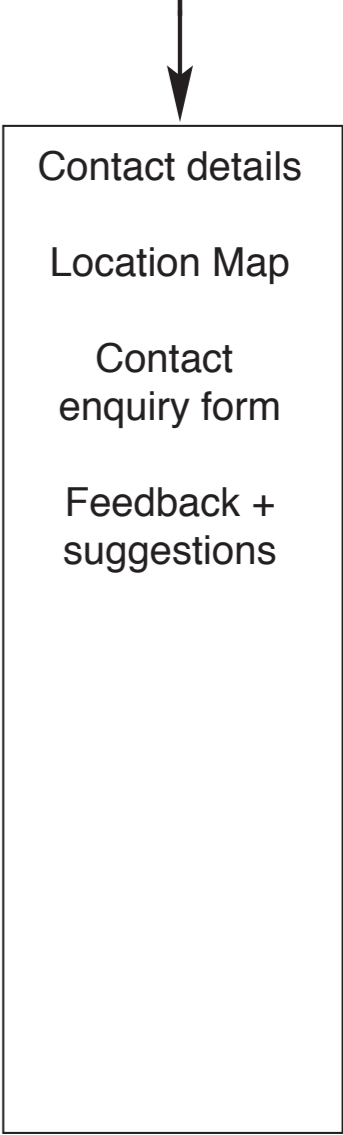 Contact details
Location Map
Contact
enquiry form
Feedback +
suggestions